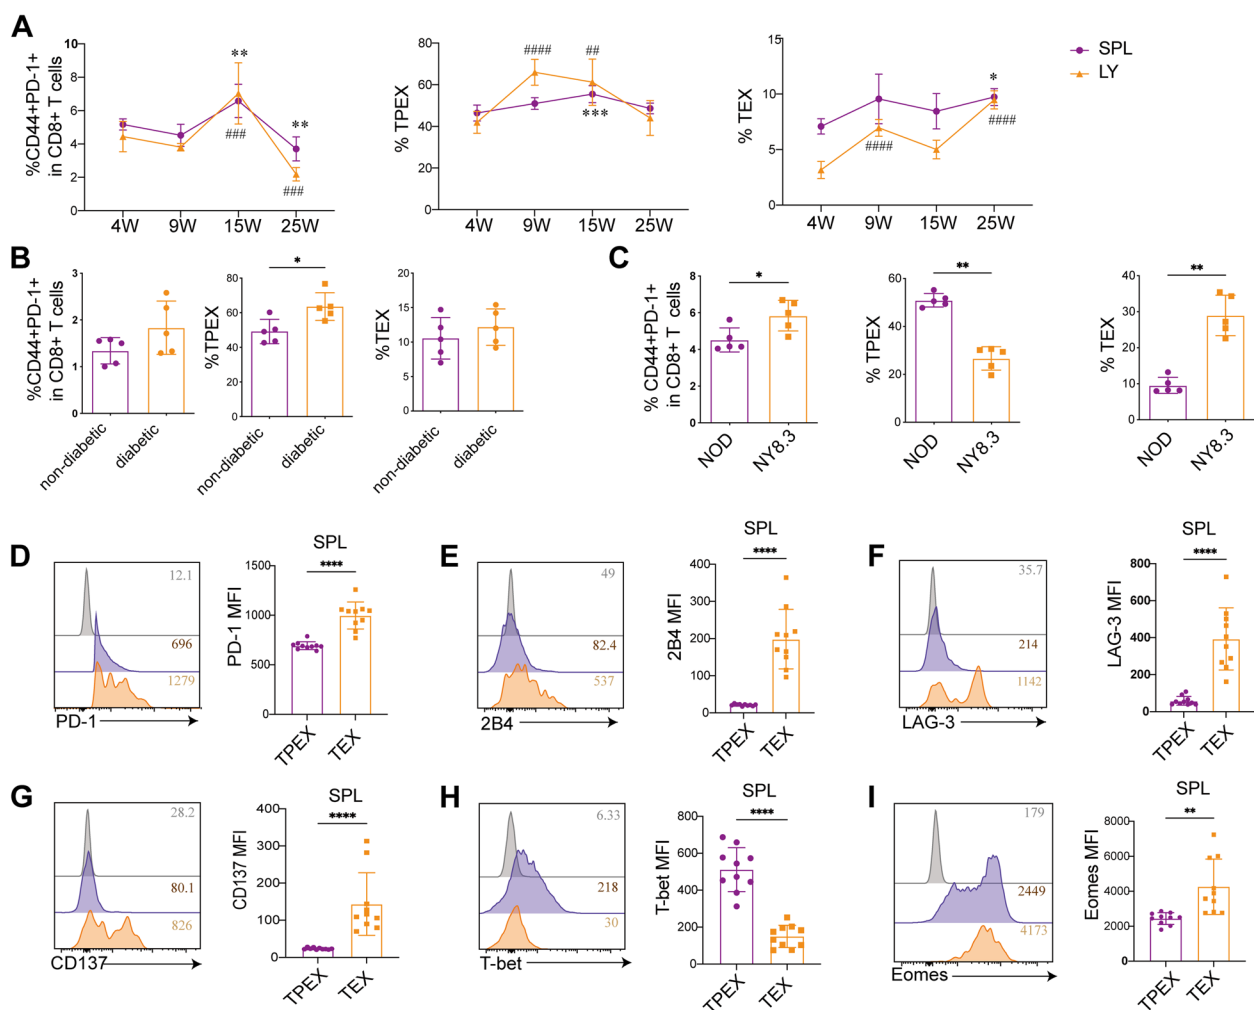 A
%CD44+PD-1+
in CD8+ T cells
10
8
6
4
2
0
**
###
**
###
4W 9W 15W 25W
% TPEX
80
60
40
20
0
####
##
***
4W 9W 15W 25W
% TEX
15
10
5
0
####
*
####
4W 9W 15W 25W
SPL
LY
B
%CD44+PD-1+
in CD8+ T cells
3
2
1
0
non-diabetic
diabetic
%TPEX
80
60
40
20
0
*
non-diabetic
diabetic
%TEX
20
15
10
5
0
non-diabetic
diabetic
C
% CD44+PD-1+
in CD8+ T cells
8
6
4
2
0
*
NOD
NY8.3
% TPEX
60
40
20
0
**
NOD
NY8.3
% TEX
40
30
20
10
0
**
NOD
NY8.3
D
12.1
696
1279
PD-1
SPL
****
PD-1 MFI
1500
1000
500
0
TPEX
TEX
E
49
82.4
537
2B4
SPL
****
2B4 MFI
400
300
200
100
0
TPEX
TEX
F
35.7
214
1142
LAG-3
SPL
****
LAG-3 MFI
800
600
400
200
0
TPEX
TEX
G
28.2
80.1
826
CD137
SPL
****
CD137 MFI
400
300
200
100
0
TPEX
TEX
H
6.33
218
30
T-bet
SPL
****
T-bet MFI
800
600
400
200
0
TPEX
TEX
I
179
2449
4173
Eomes
SPL
**
Eomes MFI
8000
6000
4000
2000
0
TPEX
TEX